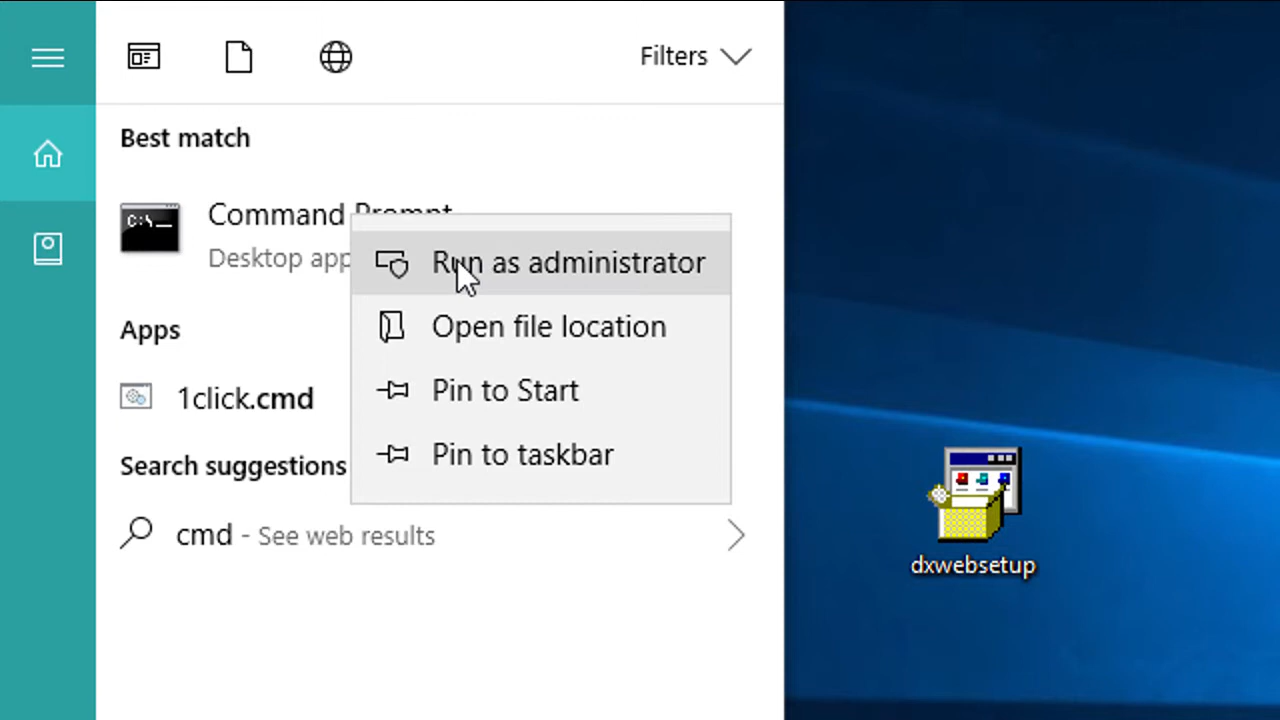 Filters
Best match
Command Prompt
Desktop app
Run as administrator
Open file location
Apps
Pin to Start
1click.cmd
Pin to taskbar
Search suggestions
cmd - See web results
dxwebsetup